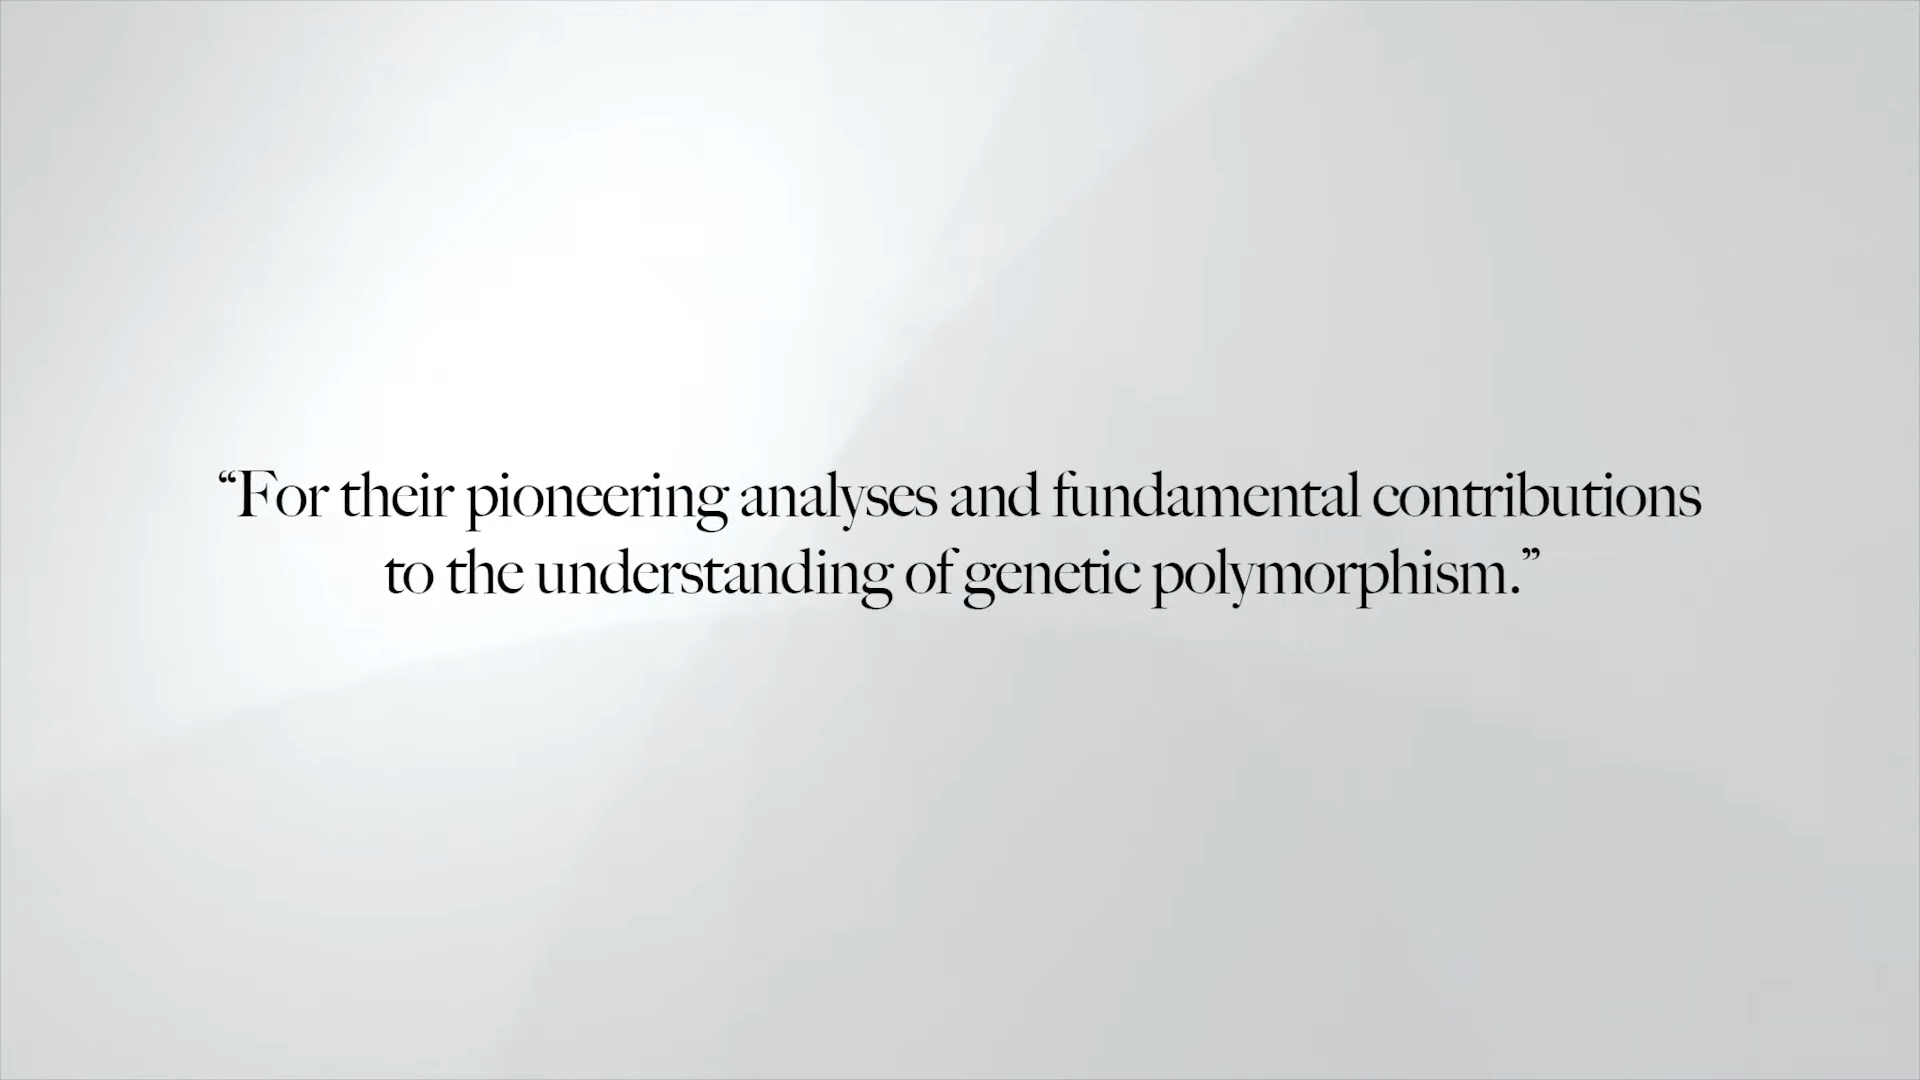 “For their pioneering analyses and fundamental contributions
to the understanding of genetic polymorphism.”